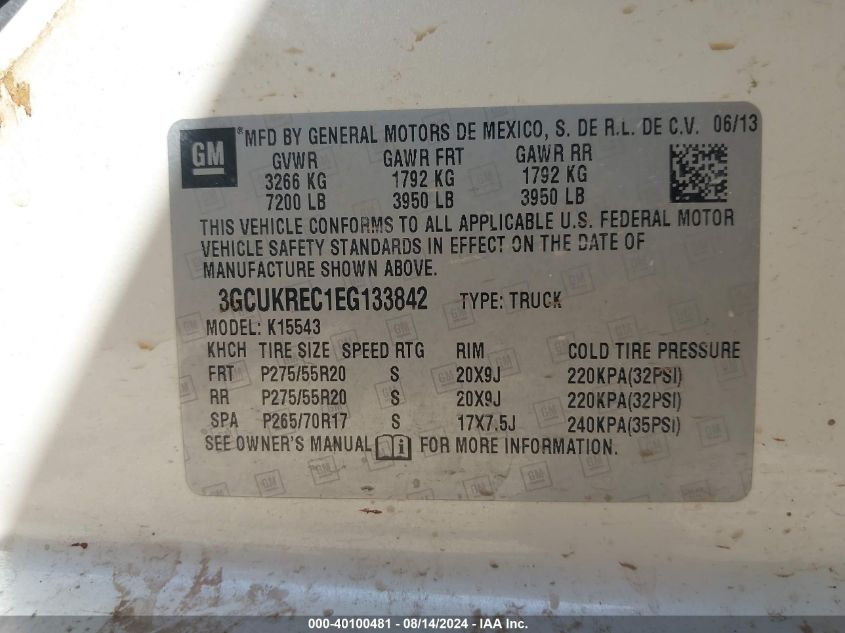 GM ®MFD BY GENERAL MOTORS DE MEXICO, S. DE R.L. DE C.V. 06/13
GVWR GAWR FRT GAWR RR
3266 KG 1792 KG 1792 KG
7200 LB 3950 LB 3950 LB
THIS VEHICLE CONFORMS TO ALL APPLICABLE U.S. FEDERAL MOTOR
VEHICLE SAFETY STANDARDS IN EFFECT ON THE DATE OF
MANUFACTURE SHOWN ABOVE.
3GCUKREC1EG133842 TYPE: TRUCK
MODEL: K15543
KHCH TIRE SIZE SPEED RTG RIM COLD TIRE PRESSURE
FRT P275/55R20 S 20X9J 220KPA(32PSI)
RR P275/55R20 S 20X9J 220KPA(32PSI)
SPA P265/70R17 S 17X7.5J 240KPA(35PSI)
SEE OWNER'S MANUAL FOR MORE INFORMATION.
000-40100481 - 08/14/2024 - IAA Inc.